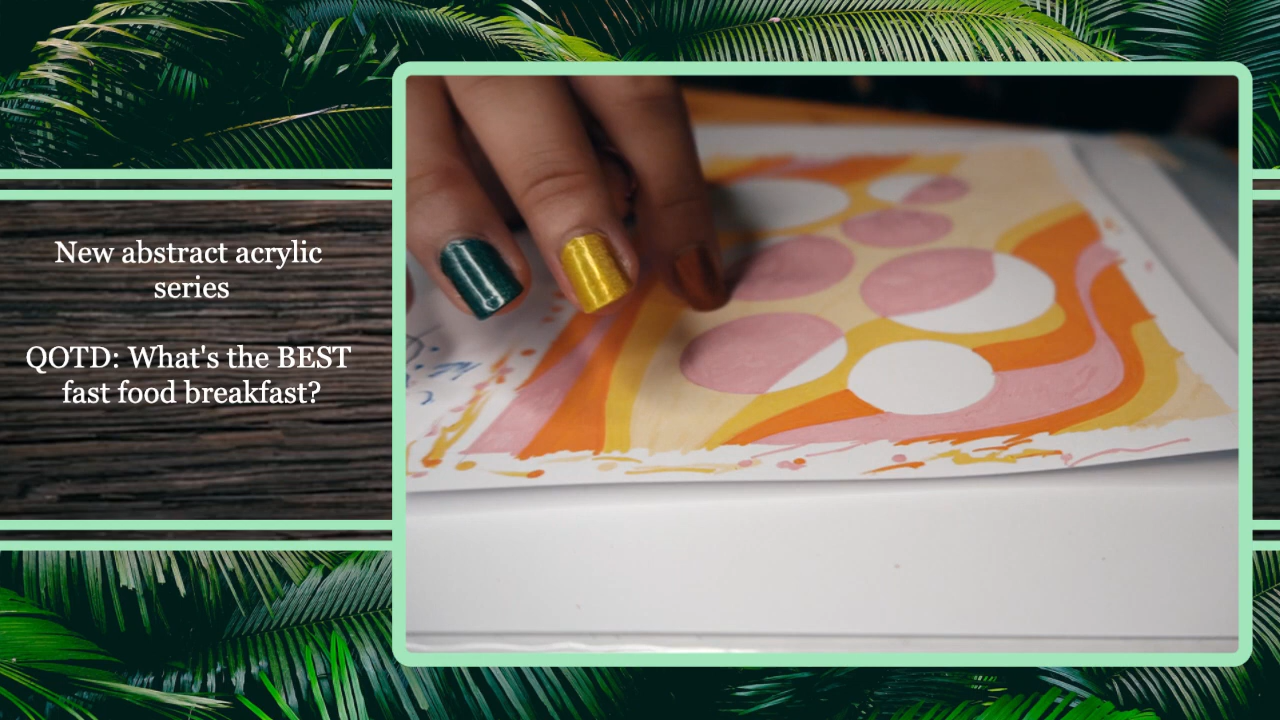 New abstract acrylic
series
QOTD: What's the BEST
fast food breakfast?